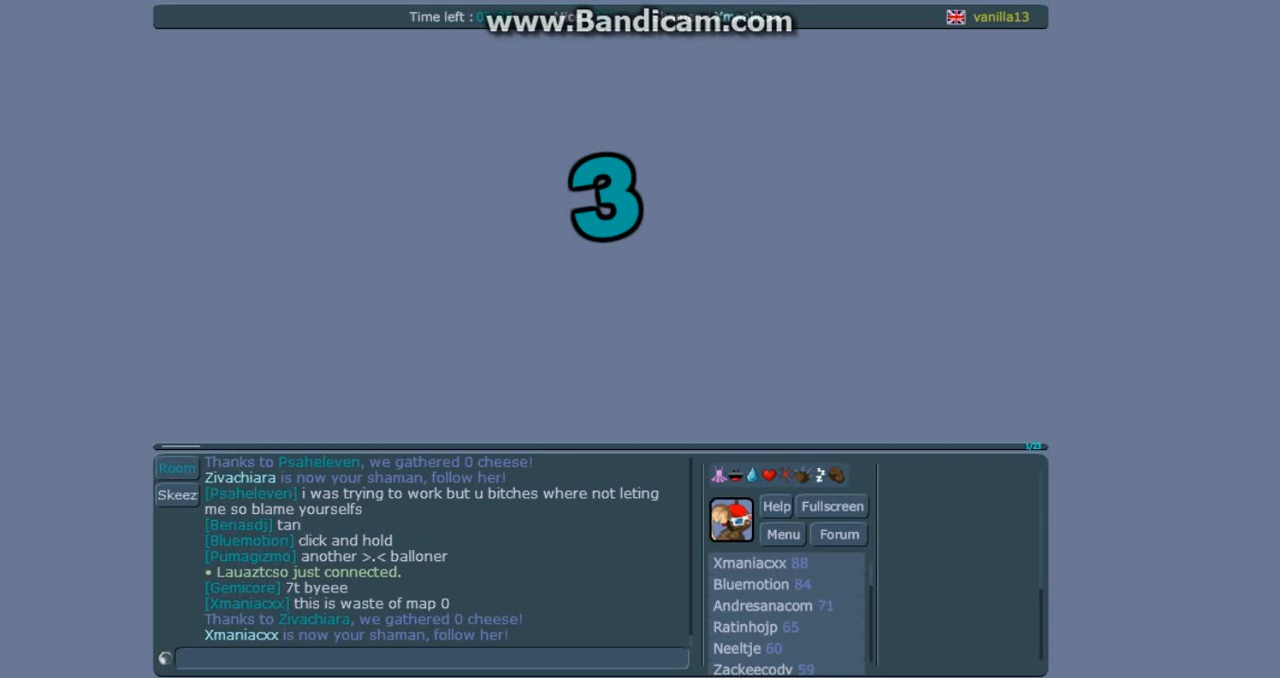 Time left :
www.Bandicam.com
vanilla13
3
1/23
Room
Skeez
Thanks to Psaheleven, we gathered 0 cheese!
Zivachiara is now your shaman, follow her!
[Psaheleven] i was trying to work but u bitches where not leting
me so blame yourselfs
[Benasdj] tan
[Bluemotion] click and hold
[Pumagizmo] another >.< balloner
• Lauaztcso just connected.
[Gemicore] 7t byeee
[Xmaniacxx] this is waste of map 0
Thanks to Zivachiara, we gathered 0 cheese!
Xmaniacxx is now your shaman, follow her!
Help
Fullscreen
Menu
Forum
Xmaniacxx 88
Bluemotion 84
Andresanacom 71
Ratinhojp 65
Neeltje 60
Zackeecody 59